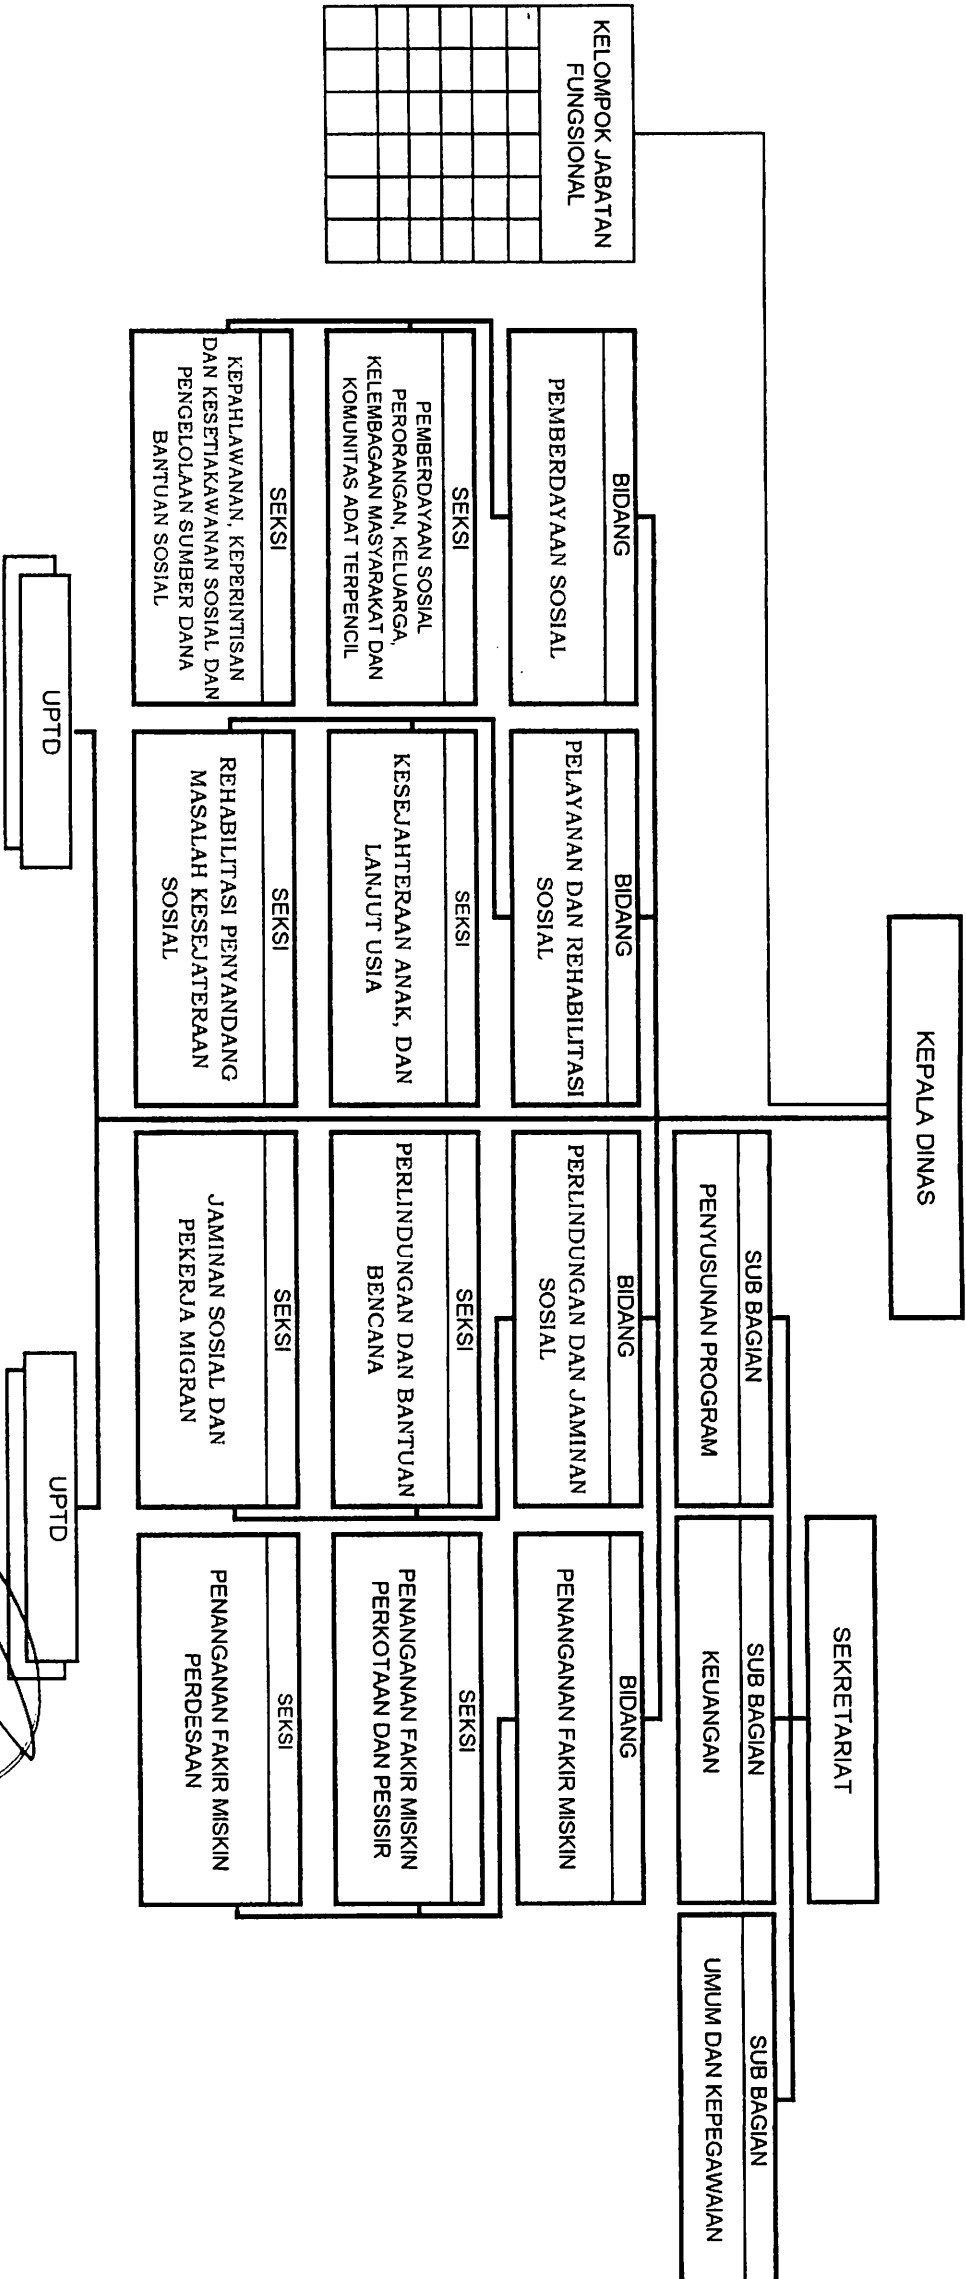 KEPALA DINAS
SEKRETARIAT
KELOMPOK JABATAN
FUNGSIONAL
SUB BAGIAN
PENYUSUNAN PROGRAM
SUB BAGIAN
KEUANGAN
SUB BAGIAN
UMUM DAN KEPEGAWAIAN
BIDANG
PEMBERDAYAAN SOSIAL
BIDANG
PELAYANAN DAN REHABILITASI
SOSIAL
BIDANG
PERLINDUNGAN DAN JAMINAN
SOSIAL
BIDANG
PENANGANAN FAKIR MISKIN
SEKSI
PEMBERDAYAAN SOSIAL
PERORANGAN, KELUARGA,
KELEMBAGAAN MASYARAKAT DAN
KOMUNITAS ADAT TERPENCIL
SEKSI
KESEJAHTERAAN ANAK, DAN
LANJUT USIA
SEKSI
PERLINDUNGAN DAN BANTUAN
BENCANA
SEKSI
PENANGANAN FAKIR MISKIN
PERKOTAAN DAN PESISIR
SEKSI
KEPAHLAWANAN, KEPERINTISAN
DAN KESETIAKAWANAN SOSIAL DAN
PENGELOLAAN SUMBER DANA
BANTUAN SOSIAL
SEKSI
REHABILITASI PENYANDANG
MASALAH KESEJATERAAN
SOSIAL
SEKSI
JAMINAN SOSIAL DAN
PEKERJA MIGRAN
SEKSI
PENANGANAN FAKIR MISKIN
PERDESAAN
UPTD
UPTD